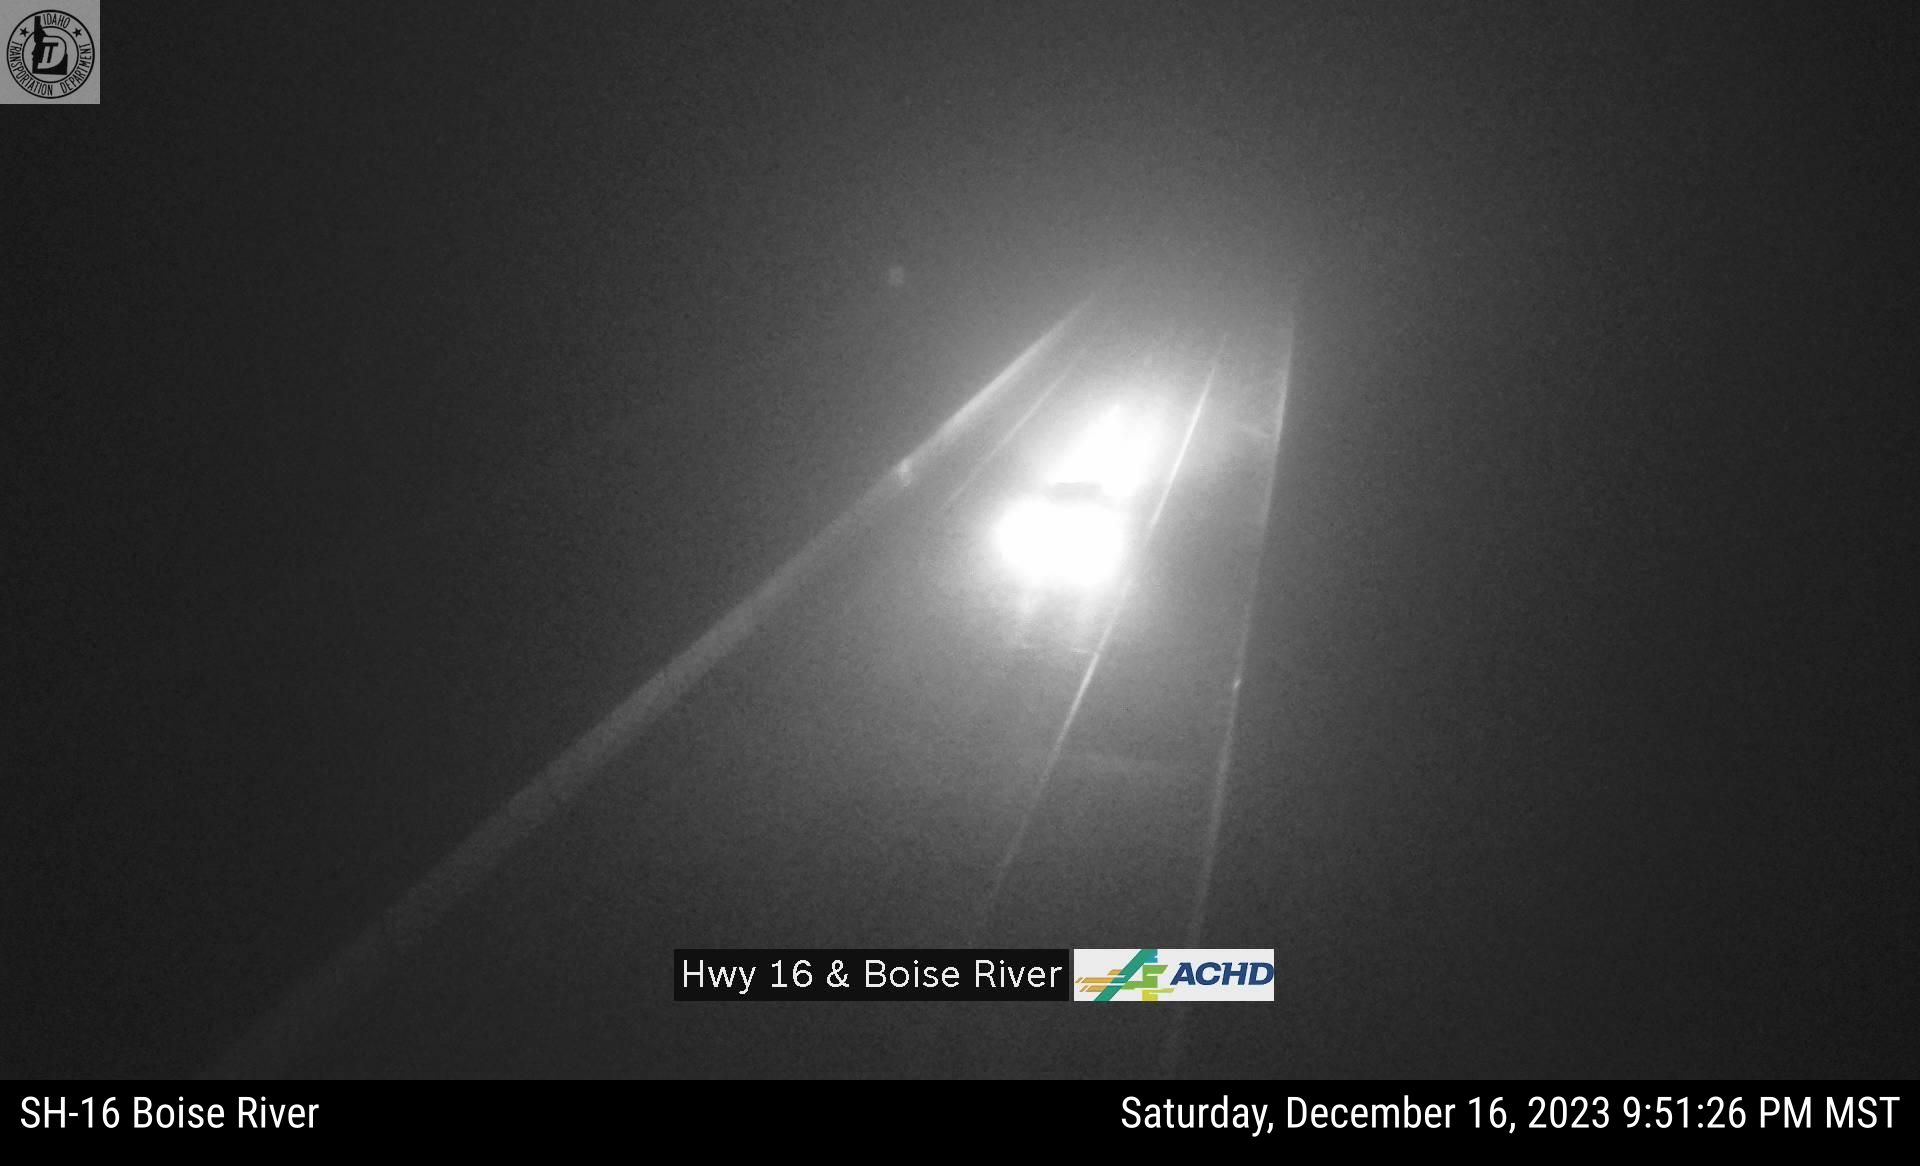 IDAHO
TRANSPORTATION DEPARTMENT
Hwy 16 & Boise River
ACHD
SH-16 Boise River
Saturday, December 16, 2023 9:51:26 PM MST